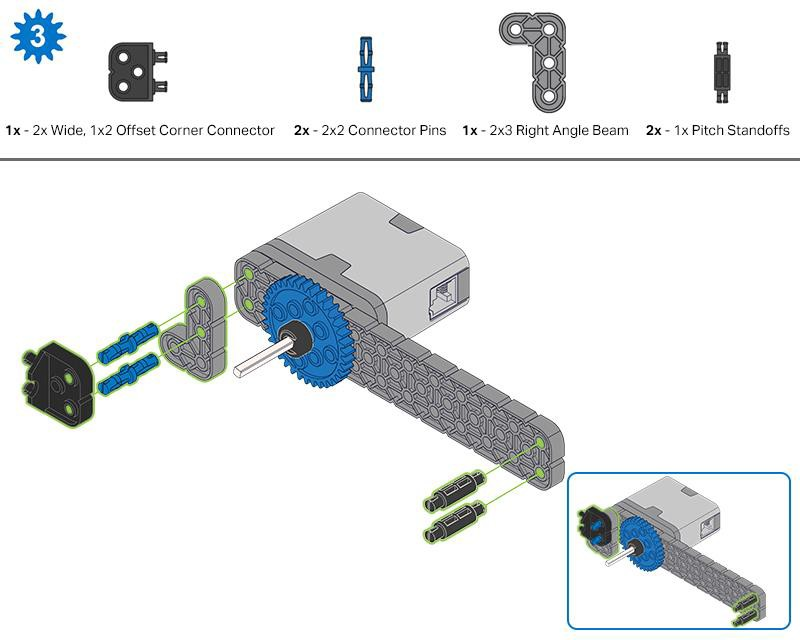 3
1x - 2x Wide, 1x2 Offset Corner Connector
2x - 2x2 Connector Pins
1x - 2x3 Right Angle Beam
2x - 1x Pitch Standoffs